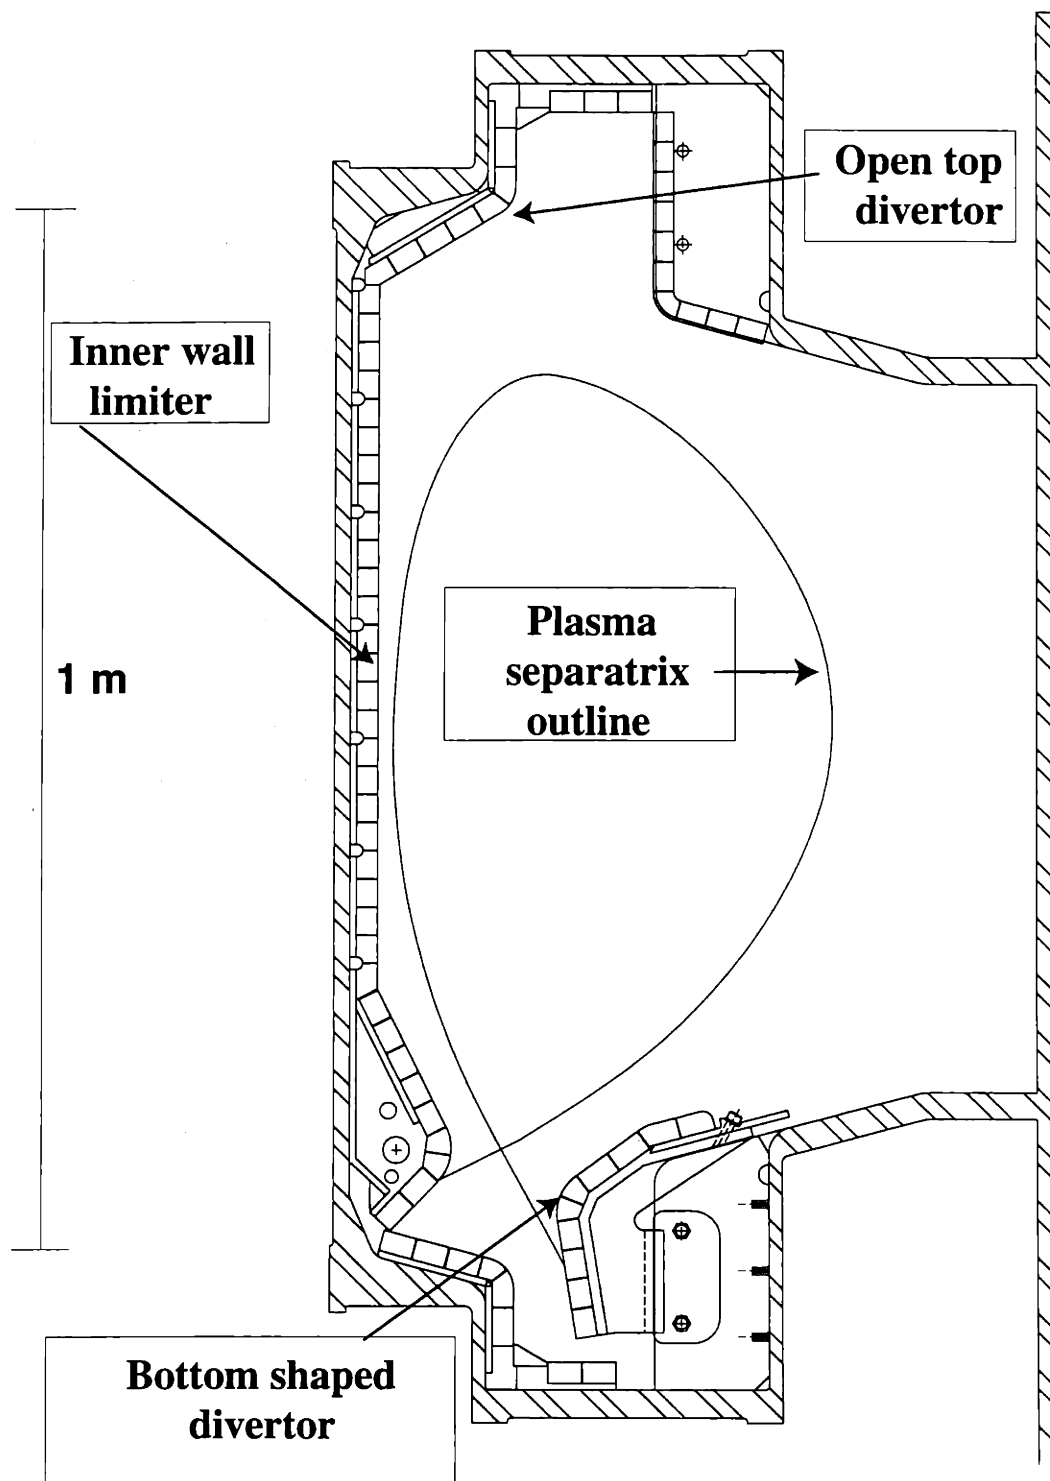 Open top
divertor
Inner wall
limiter
Plasma
separatrix
outline
1 m
Bottom shaped
divertor